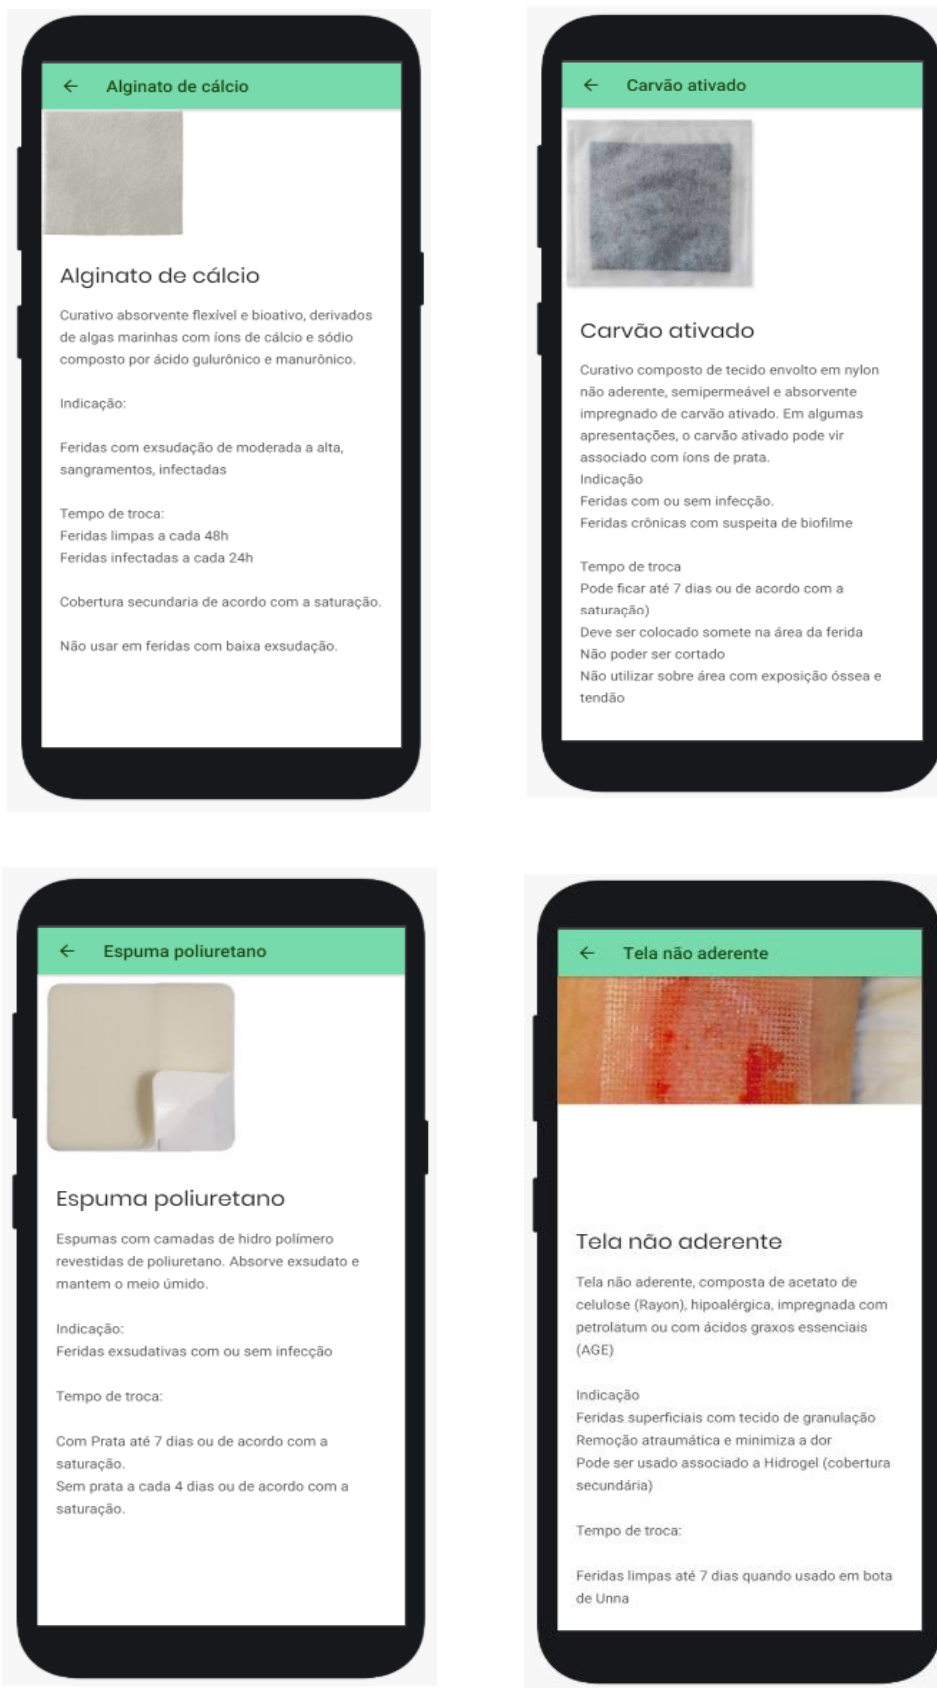 ← Alginato de cálcio
Alginato de cálcio
Curativo absorvente flexível e bioativo, derivados
de algas marinhas com íons de cálcio e sódio
composto por ácido gulurônico e manurônico.
Indicação:
Feridas com exsudação de moderada a alta,
sangramentos, infectadas
Tempo de troca:
Feridas limpas a cada 48h
Feridas infectadas a cada 24h
Cobertura secundaria de acordo com a saturação.
Não usar em feridas com baixa exsudação.
← Carvão ativado
Carvão ativado
Curativo composto de tecido envolto em nylon
não aderente, semipermeável e absorvente
impregnado de carvão ativado. Em algumas
apresentações, o carvão ativado pode vir
associado com íons de prata.
Indicação
Feridas com ou sem infecção.
Feridas crônicas com suspeita de biofilme
Tempo de troca
Pode ficar até 7 dias ou de acordo com a
saturação)
Deve ser colocado somete na área da ferida
Não poder ser cortado
Não utilizar sobre área com exposição óssea e
tendão
← Espuma poliuretano
Espuma poliuretano
Espumas com camadas de hidro polímero
revestidas de poliuretano. Absorve exsudato e
mantem o meio úmido.
Indicação:
Feridas exsudativas com ou sem infecção
Tempo de troca:
Com Prata até 7 dias ou de acordo com a
saturação.
Sem prata a cada 4 dias ou de acordo com a
saturação.
← Tela não aderente
Tela não aderente
Tela não aderente, composta de acetato de
celulose (Rayon), hipoalérgica, impregnada com
petrolatum ou com ácidos graxos essenciais
(AGE)
Indicação
Feridas superficiais com tecido de granulação
Remoção atraumática e minimiza a dor
Pode ser usado associado a Hidrogel (cobertura
secundária)
Tempo de troca:
Feridas limpas até 7 dias quando usado em bota
de Unna